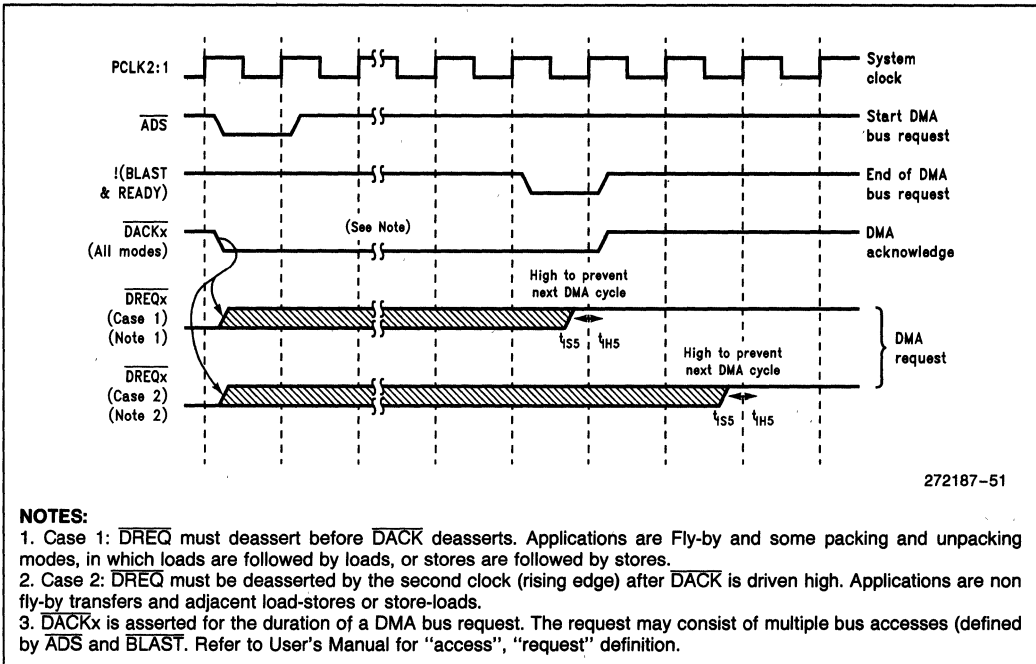 PCLK2:1
System
clock
ADS
Start DMA
bus request
!(BLAST
& READY)
End of DMA
bus request
DACKx
(All modes)
(See Note)
DMA
acknowledge
High to prevent
next DMA cycle
DREQx
(Case 1)
(Note 1)
tIS5 tIH5
DMA
request
High to prevent
next DMA cycle
DREQx
(Case 2)
(Note 2)
tIS5 tIH5
272187-51
NOTES:
1. Case 1: DREQ must deassert before DACK deasserts. Applications are Fly-by and some packing and unpacking
modes, in which loads are followed by loads, or stores are followed by stores.
2. Case 2: DREQ must be deasserted by the second clock (rising edge) after DACK is driven high. Applications are non
fly-by transfers and adjacent load-stores or store-loads.
3. DACKx is asserted for the duration of a DMA bus request. The request may consist of multiple bus accesses (defined
by ADS and BLAST. Refer to User's Manual for "access", "request" definition.